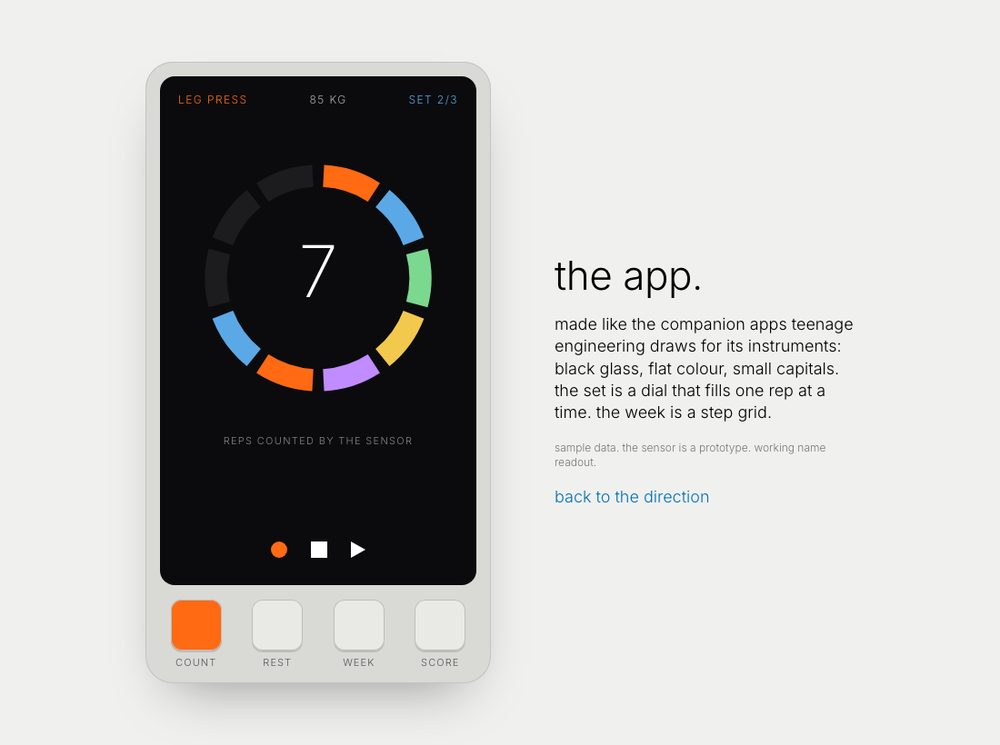 LEG PRESS 85 KG SET 2/3
7
REPS COUNTED BY THE SENSOR
COUNT REST WEEK SCORE
the app.
made like the companion apps teenage
engineering draws for its instruments:
black glass, flat colour, small capitals.
the set is a dial that fills one rep at a
time. the week is a step grid.
sample data. the sensor is a prototype. working name
readout.
back to the direction